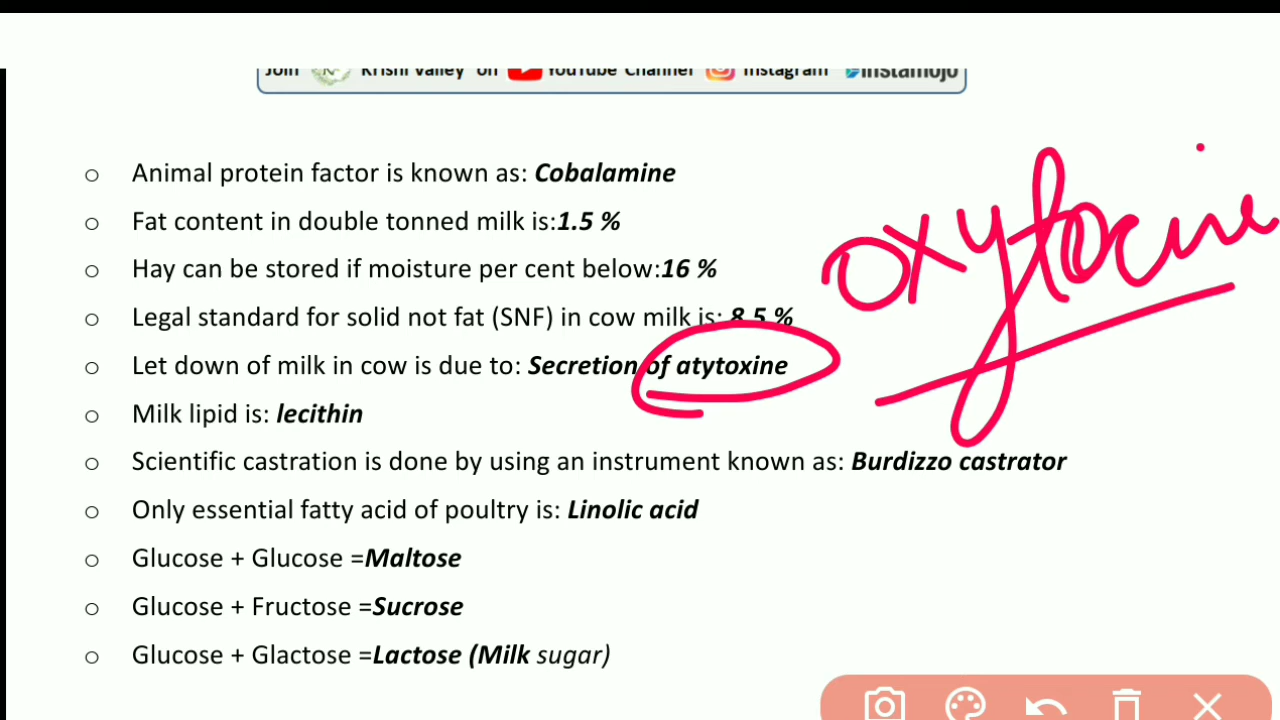 Join Krishi Valley on YouTube Channel Instagram instamojo
o Animal protein factor is known as: Cobalamine
o Fat content in double tonned milk is:1.5 %
o Hay can be stored if moisture per cent below:16 %
o Legal standard for solid not fat (SNF) in cow milk is: 8.5 %
o Let down of milk in cow is due to: Secretion of atytoxine
oxytocine
o Milk lipid is: lecithin
o Scientific castration is done by using an instrument known as: Burdizzo castrator
o Only essential fatty acid of poultry is: Linolic acid
o Glucose + Glucose =Maltose
o Glucose + Fructose =Sucrose
o Glucose + Glactose =Lactose (Milk sugar)